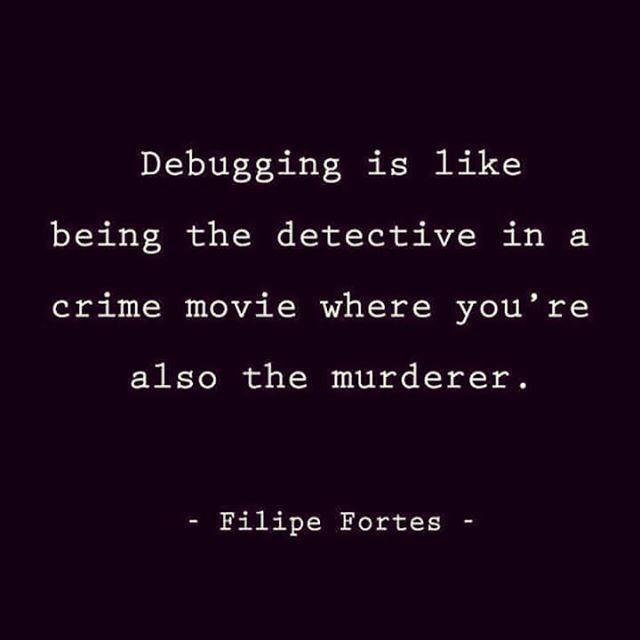 Debugging is like
being the detective in a
crime movie where you’re
also the murderer.
- Filipe Fortes -